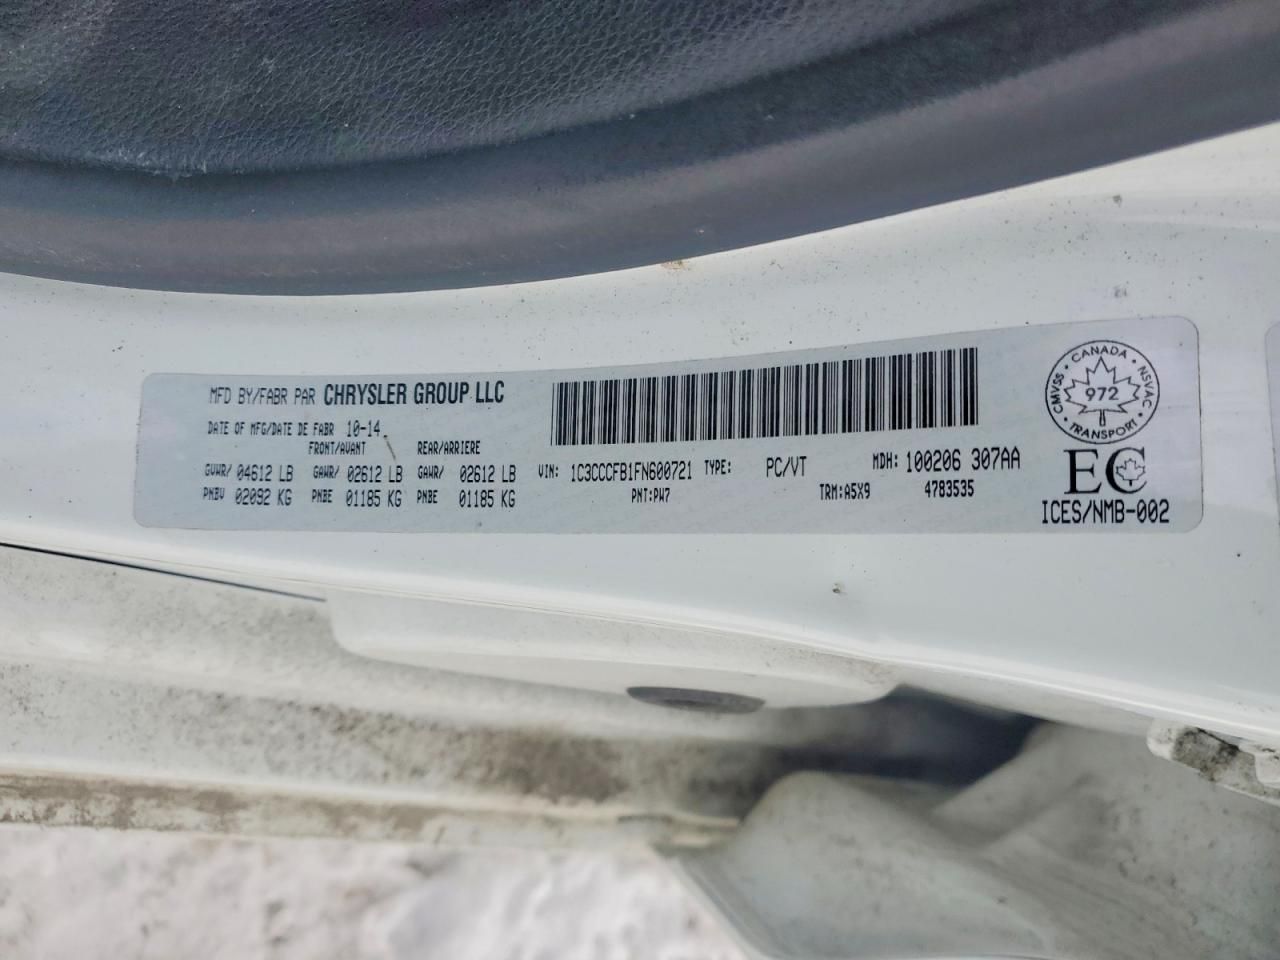 MFD BY/FABR PAR CHRYSLER GROUP LLC
DATE OF MFG/DATE DE FABR 10-14
FRONT/AVANT REAR/ARRIERE
GVWR/ 04612 LB GAWR/ 02612 LB GAWR/ 02612 LB
PNBV 02092 KG PNBE 01185 KG PNBE 01185 KG
VIN: 1C3CCCFB1FN600721 TYPE: PC/VT MDH: 100206 307AA
PNT:PW7 TRM:A5X9 4783535
CANADA
CMVSS 972 NSVAC
TRANSPORT
EC
ICES/NMB-002